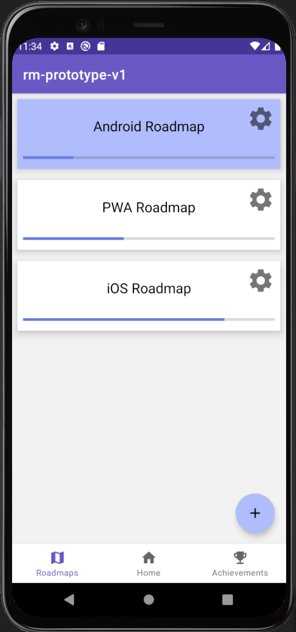 11:34
rm-prototype-v1
Android Roadmap
PWA Roadmap
iOS Roadmap
+
Roadmaps Home Achievements